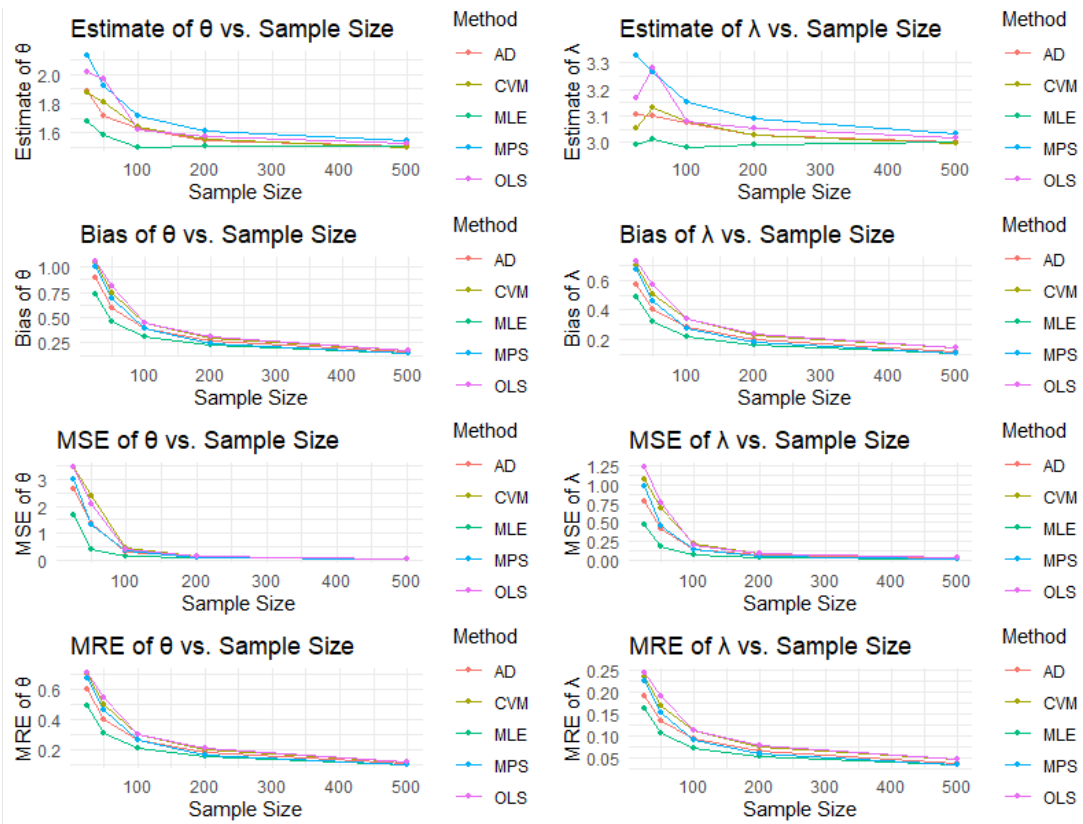 Estimate of θ vs. Sample Size
Estimate of θ
2.0
1.8
1.6
100 200 300 400 500
Sample Size
Method
AD
CVM
MLE
MPS
OLS
Estimate of λ vs. Sample Size
Estimate of λ
3.3
3.2
3.1
3.0
100 200 300 400 500
Sample Size
Method
AD
CVM
MLE
MPS
OLS
Bias of θ vs. Sample Size
Bias of θ
1.00
0.75
0.50
0.25
100 200 300 400 500
Sample Size
Method
AD
CVM
MLE
MPS
OLS
Bias of λ vs. Sample Size
Bias of λ
0.6
0.4
0.2
100 200 300 400 500
Sample Size
Method
AD
CVM
MLE
MPS
OLS
MSE of θ vs. Sample Size
MSE of θ
3
2
1
0
100 200 300 400 500
Sample Size
Method
AD
CVM
MLE
MPS
OLS
MSE of λ vs. Sample Size
MSE of λ
1.25
1.00
0.75
0.50
0.25
0.00
100 200 300 400 500
Sample Size
Method
AD
CVM
MLE
MPS
OLS
MRE of θ vs. Sample Size
MRE of θ
0.6
0.4
0.2
100 200 300 400 500
Sample Size
Method
AD
CVM
MLE
MPS
OLS
MRE of λ vs. Sample Size
MRE of λ
0.25
0.20
0.15
0.10
0.05
100 200 300 400 500
Sample Size
Method
AD
CVM
MLE
MPS
OLS